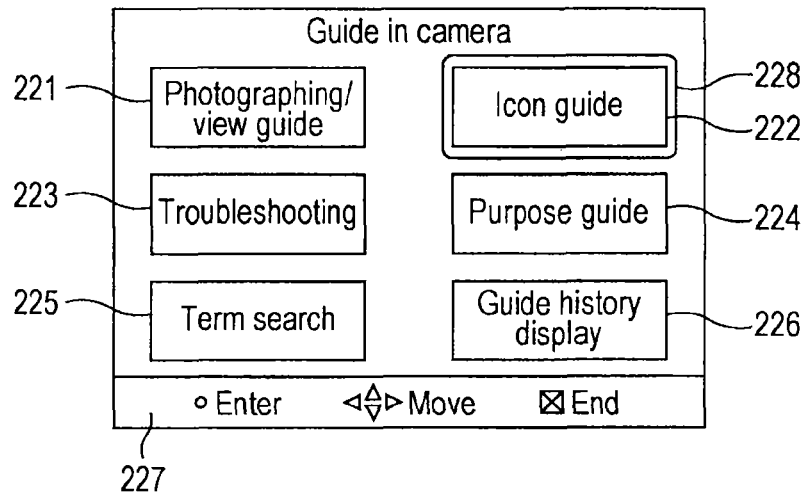 Guide in camera
221
Photographing/
view guide
Icon guide
228
222
223
Troubleshooting
Purpose guide
224
225
Term search
Guide history
display
226
○ Enter ◁△▽▷ Move ☒ End
227